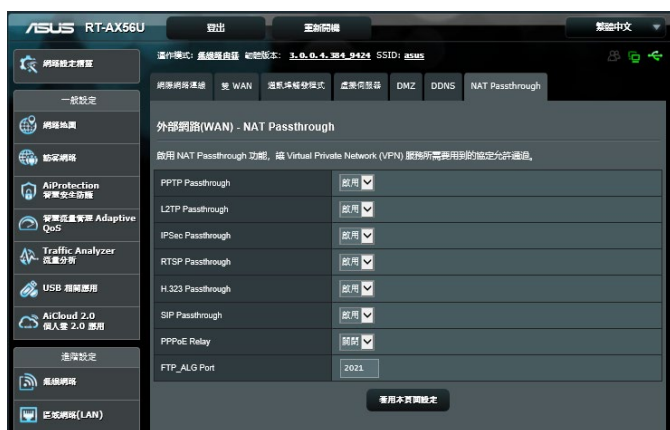 ASUS RT-AX56U 登出 重新開機 繁體中文
運作模式: 無線路由器 韌體版本: 3.0.0.4.384_9424 SSID: asus
網路設定精靈
網際網路連線 雙 WAN 通訊埠觸發程式 虛擬伺服器 DMZ DDNS NAT Passthrough
一般設定
網路地圖
訪客網路
AiProtection
智慧安全防護
智慧流量管理 Adaptive
QoS
Traffic Analyzer
流量分析
USB 相關應用
AiCloud 2.0
個人雲 2.0 應用
進階設定
無線網路
區域網路(LAN)
外部網路(WAN) - NAT Passthrough
啟用 NAT Passthrough 功能，讓 Virtual Private Network (VPN) 服務所需要用到的協定允許通過。
PPTP Passthrough 啟用
L2TP Passthrough 啟用
IPSec Passthrough 啟用
RTSP Passthrough 啟用
H.323 Passthrough 啟用
SIP Passthrough 啟用
PPPoE Relay 關閉
FTP_ALG Port 2021
套用本頁面設定